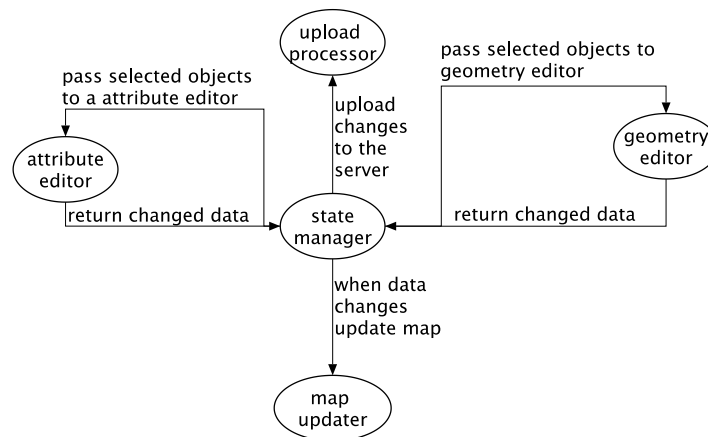 upload
processor
pass selected objects
to a attribute editor
pass selected objects to
geometry editor
upload
changes
to the
server
attribute
editor
geometry
editor
return changed data
state
manager
return changed data
when data
changes
update map
map
updater